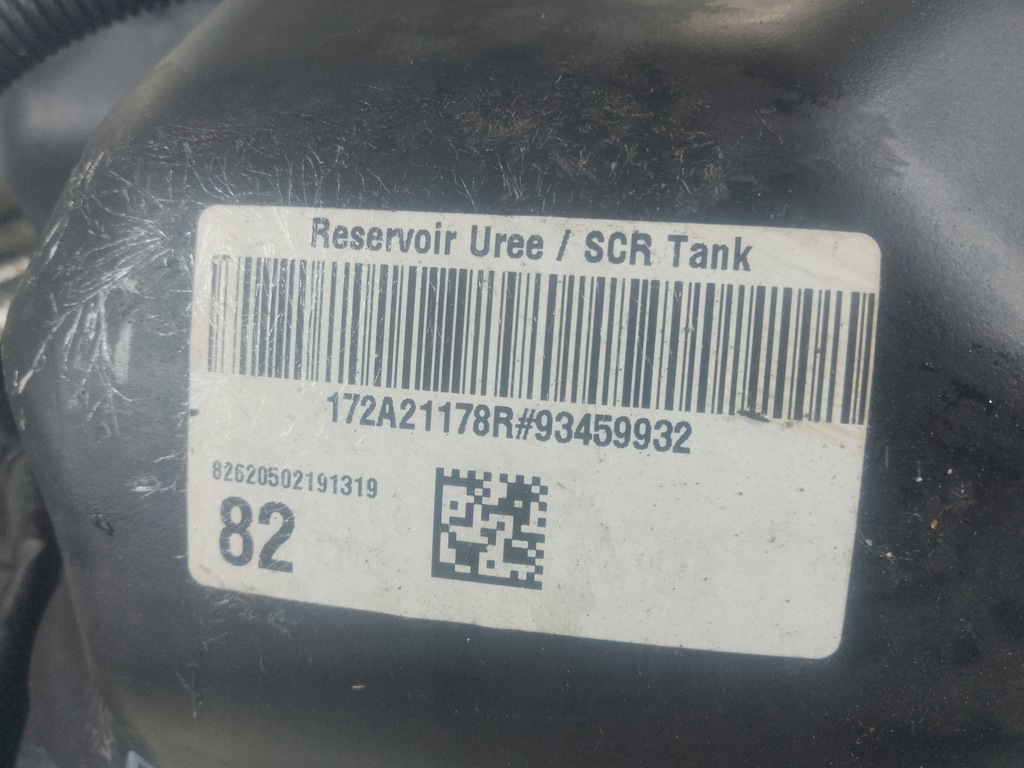 Reservoir Uree / SCR Tank
172A21178R#93459932
82620502191319
82